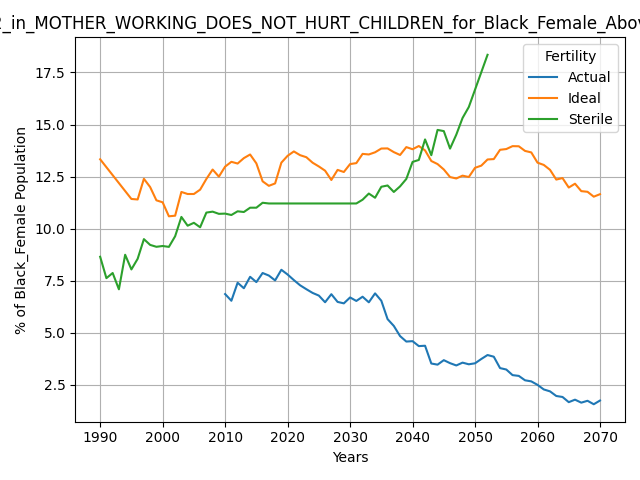 _in_MOTHER_WORKING_DOES_NOT_HURT_CHILDREN_for_Black_Female_Abov
Fertility
Actual
Ideal
Sterile
% of Black_Female Population
17.5
15.0
12.5
10.0
7.5
5.0
2.5
1990 2000 2010 2020 2030 2040 2050 2060 2070
Years